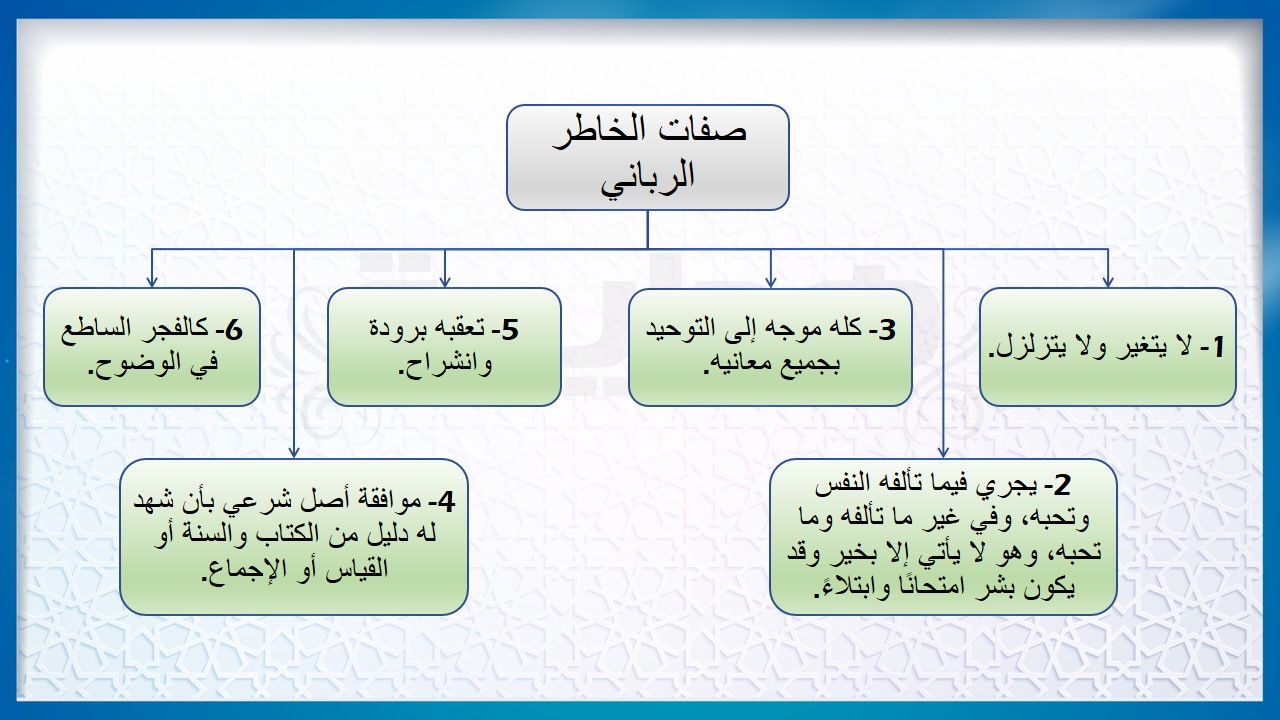 صفات الخاطر
الرباني
1- لا يتغير ولا يتزلزل.
2- يجري فيما تألفه النفس
وتحبه، وفي غير ما تألفه وما
تحبه، وهو لا يأتي إلا بخير وقد
يكون بشر امتحانًا وابتلاءً.
3- كله موجه إلى التوحيد
بجميع معانيه.
4- موافقة أصل شرعي بأن شهد
له دليل من الكتاب والسنة أو
القياس أو الإجماع.
5- تعقبه برودة
وانشراح.
6- كالفجر الساطع
في الوضوح.